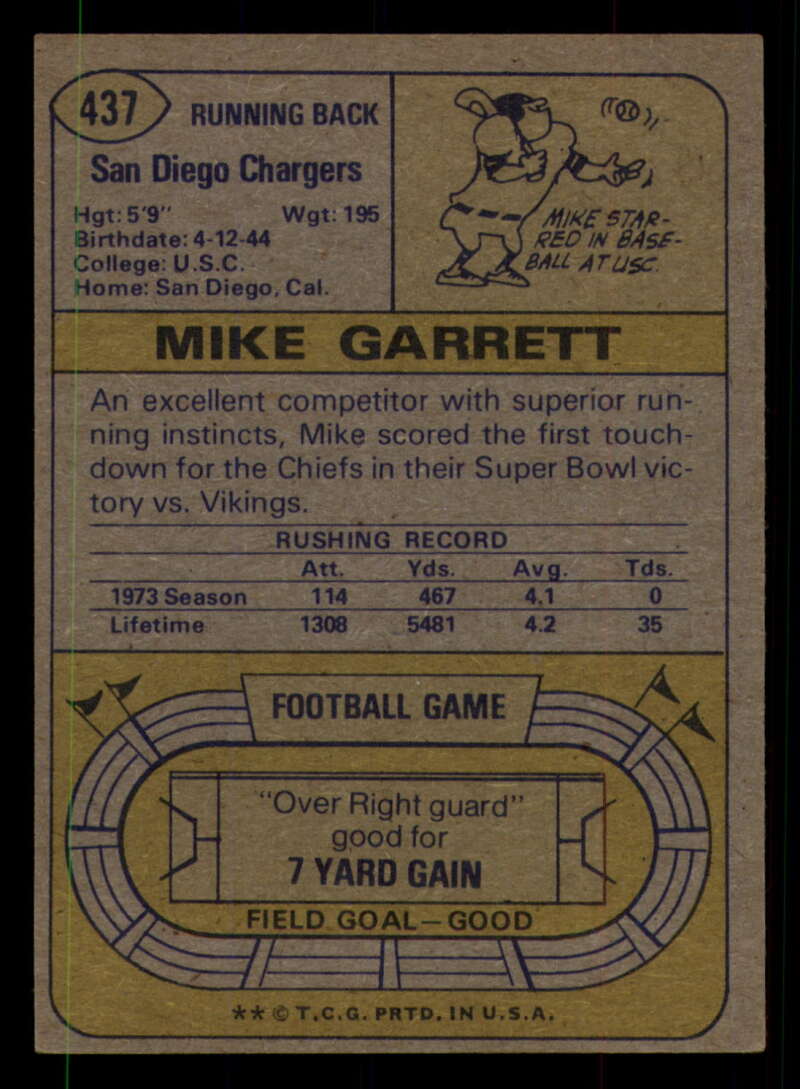 437
RUNNING BACK
San Diego Chargers
Hgt: 5'9" Wgt: 195
Birthdate: 4-12-44
College: U.S.C.
Home: San Diego, Cal.
MIKE STAR-
RED IN BASE-
BALL AT USC.
MIKE GARRETT
An excellent competitor with superior run-
ning instincts, Mike scored the first touch-
down for the Chiefs in their Super Bowl vic-
tory vs. Vikings.
RUSHING RECORD
Att. Yds. Avg. Tds.
1973 Season 114 467 4.1 0
Lifetime 1308 5481 4.2 35
FOOTBALL GAME
"Over Right guard"
good for
7 YARD GAIN
FIELD GOAL—GOOD
** © T.C.G. PRTD. IN U.S.A.